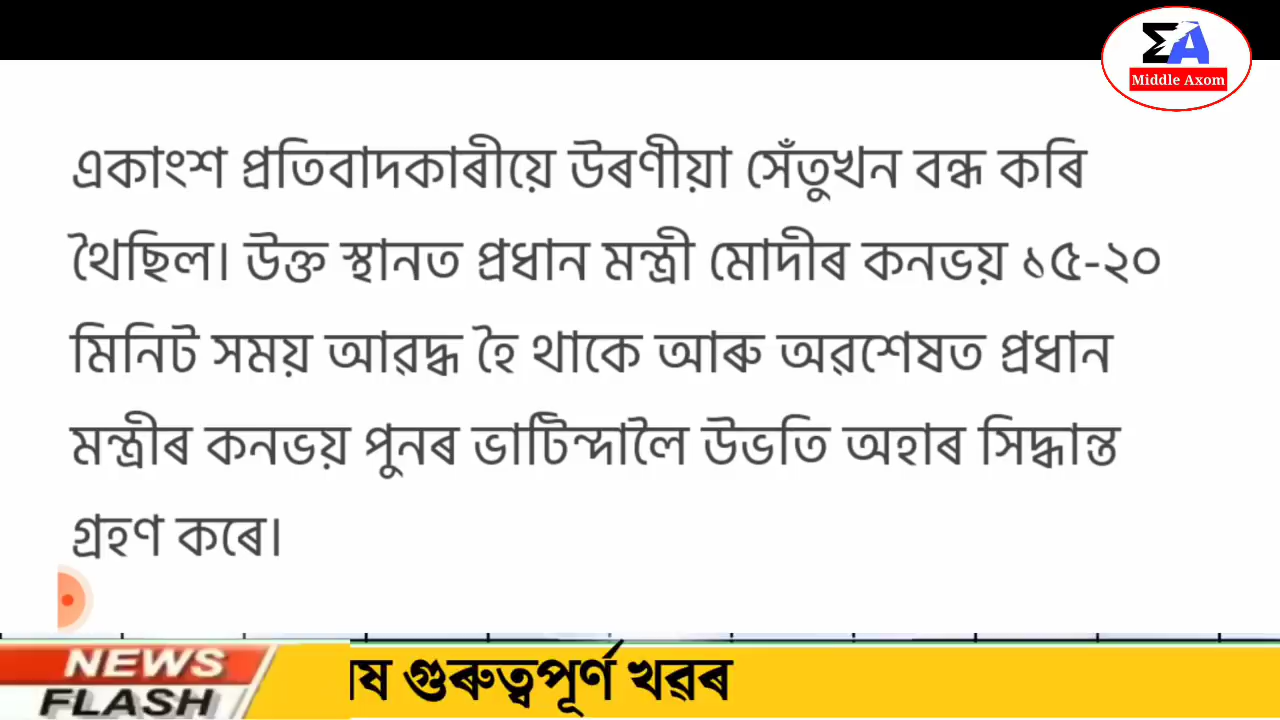 Middle Axom
একাংশ প্ৰতিবাদকাৰীয়ে উৰণীয়া সেঁতুখন বন্ধ কৰি
থৈছিল। উক্ত স্থানত প্ৰধান মন্ত্ৰী মোদীৰ কনভয় ১৫-২০
মিনিট সময় আৱদ্ধ হৈ থাকে আৰু অৱশেষত প্ৰধান
মন্ত্ৰীৰ কনভয় পুনৰ ভাটিন্দালৈ উভতি অহাৰ সিদ্ধান্ত
গ্ৰহণ কৰে।
NEWS
FLASH
গুৰুত্বপূৰ্ণ খৱৰ